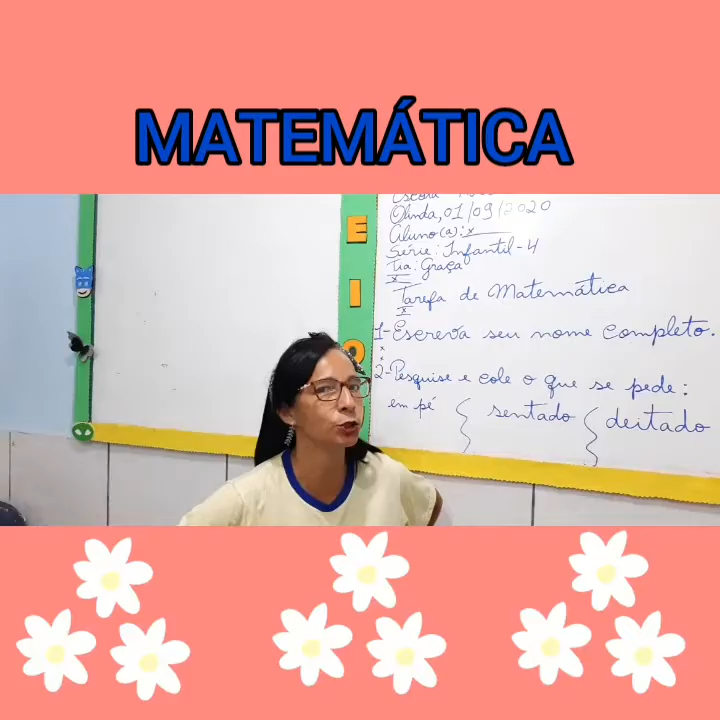 MATEMÁTICA
E
I
O
Escola
Olinda, 01/09/2020
Aluno(a):x
Série: Infantil-4
Tia: Graça
x
Tarefa de Matemática
x
1-Escreva seu nome completo.
x
x
2-Pesquise e cole o que se pede:
em pé { sentado { deitado